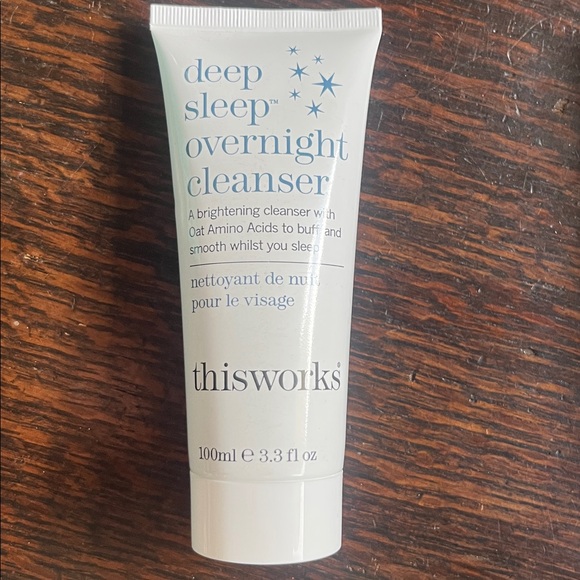 deep
sleep™
overnight
cleanser
A brightening cleanser with
Oat Amino Acids to buff and
smooth whilst you sleep
nettoyant de nuit
pour le visage
thisworks®
100ml ℮ 3.3 fl oz